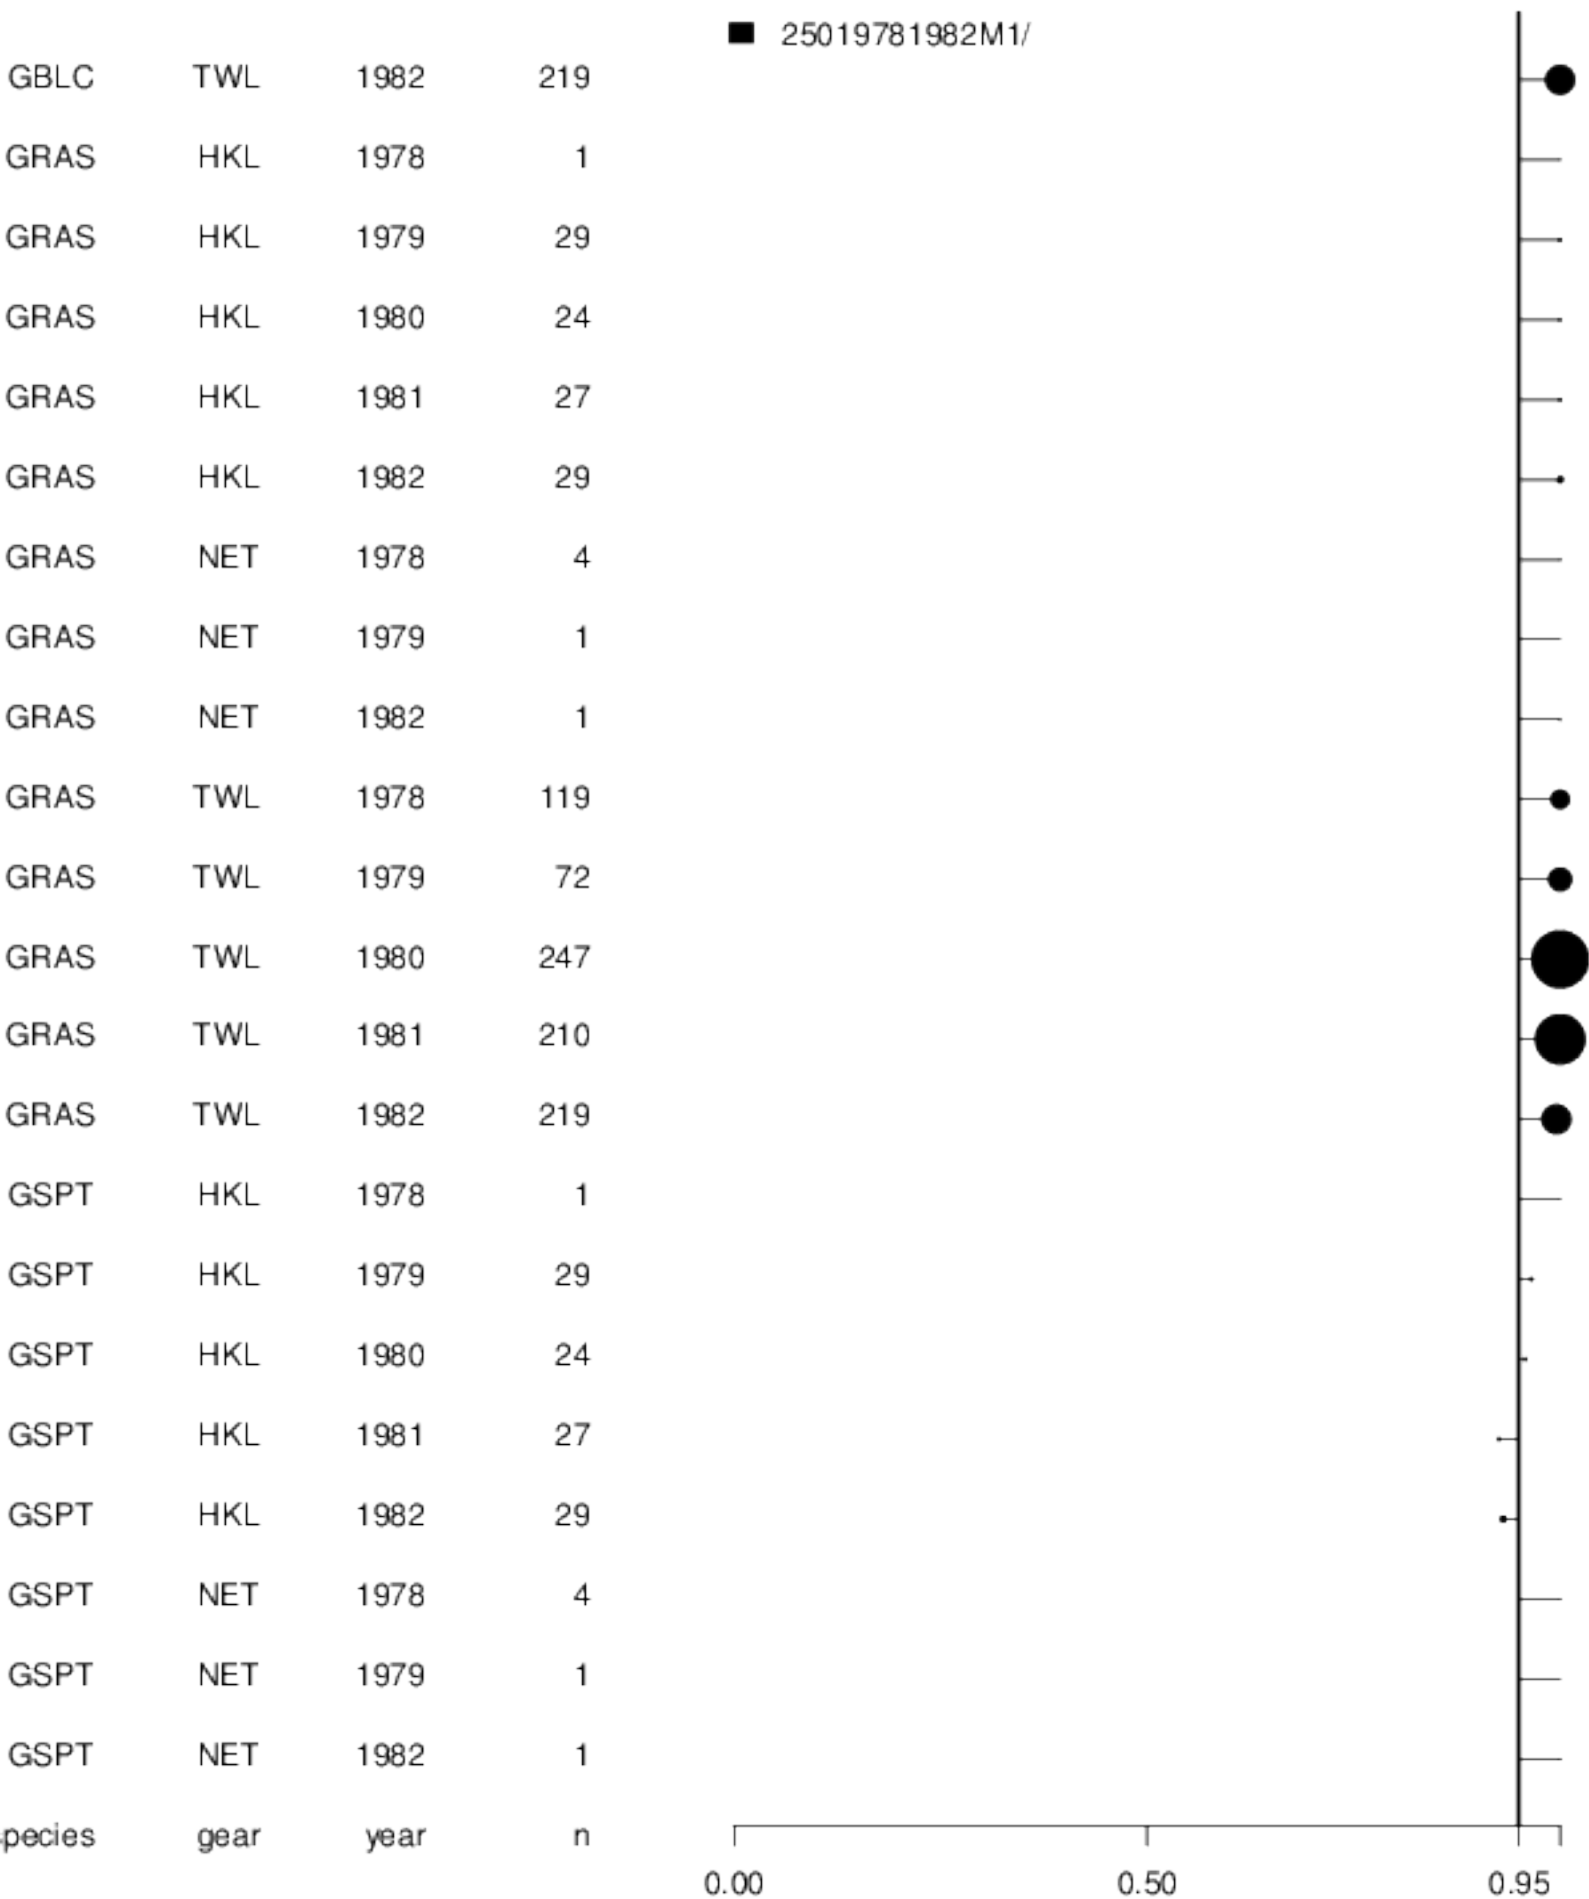 25019781982M1/
GBLC TWL 1982 219
GRAS HKL 1978 1
GRAS HKL 1979 29
GRAS HKL 1980 24
GRAS HKL 1981 27
GRAS HKL 1982 29
GRAS NET 1978 4
GRAS NET 1979 1
GRAS NET 1982 1
GRAS TWL 1978 119
GRAS TWL 1979 72
GRAS TWL 1980 247
GRAS TWL 1981 210
GRAS TWL 1982 219
GSPT HKL 1978 1
GSPT HKL 1979 29
GSPT HKL 1980 24
GSPT HKL 1981 27
GSPT HKL 1982 29
GSPT NET 1978 4
GSPT NET 1979 1
GSPT NET 1982 1
pecies gear year n
0.00 0.50 0.95